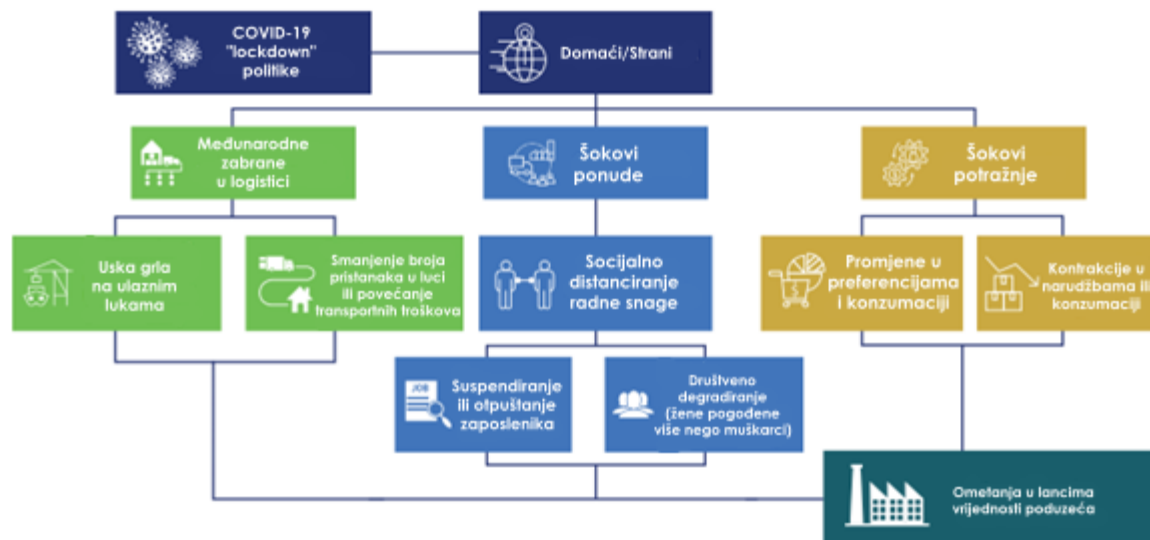 COVID-19
"lockdown"
politike
Domaći/Strani
Međunarodne
zabrane
u logistici
Šokovi
ponude
Šokovi
potražnje
Uska grla
na ulaznim
lukama
Smanjenje broja
pristanaka u luci
ili povećanje
transportnih troškova
Socijalno
distanciranje
radne snage
Promjene u
preferencijama
i konzumaciji
Kontrakcije u
narudžbama ili
konzumaciji
JOB
Suspendiranje
ili otpuštanje
zaposlenika
Društveno
degradiranje
(žene pogođene
više nego muškarci)
Ometanja u lancima
vrijednosti poduzeća